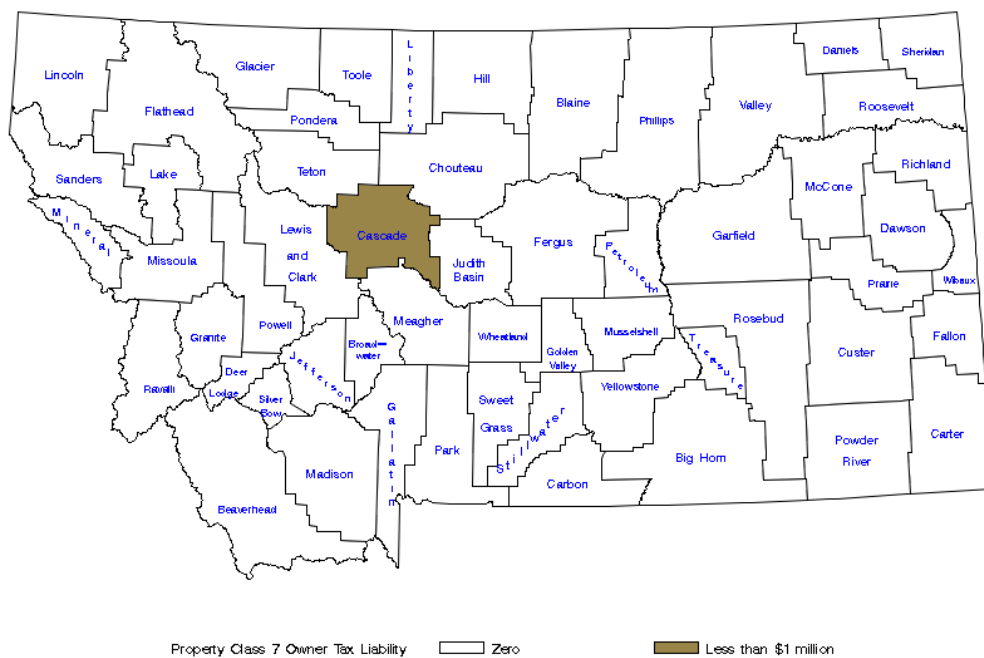 Lincoln
Flathead
Glacier
Toole
Liberty
Hill
Blaine
Phillips
Valley
Daniels
Sheridan
Roosevelt
Pondera
Chouteau
Teton
Sanders
Lake
Richland
McCone
Mineral
Missoula
Lewis
and
Clark
Cascade
Judith
Basin
Fergus
Petroleum
Garfield
Dawson
Prarie
Wibaux
Granite
Powell
Meagher
Broad–
water
Jefferson
Wheatland
Golden
Valley
Musselshell
Rosebud
Treasure
Custer
Fallon
Ravalli
Deer
Lodge
Silver
Bow
Gallatin
Park
Sweet
Grass
Stillwater
Yellowstone
Carter
Powder
River
Big Horn
Carbon
Madison
Beaverhead
Property Class 7 Owner Tax Liability Zero Less than $1 million